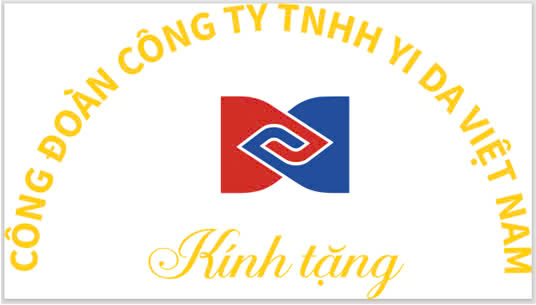 CÔNG ĐOÀN CÔNG TY TNHH YI DA VIỆT NAM
Kính tặng